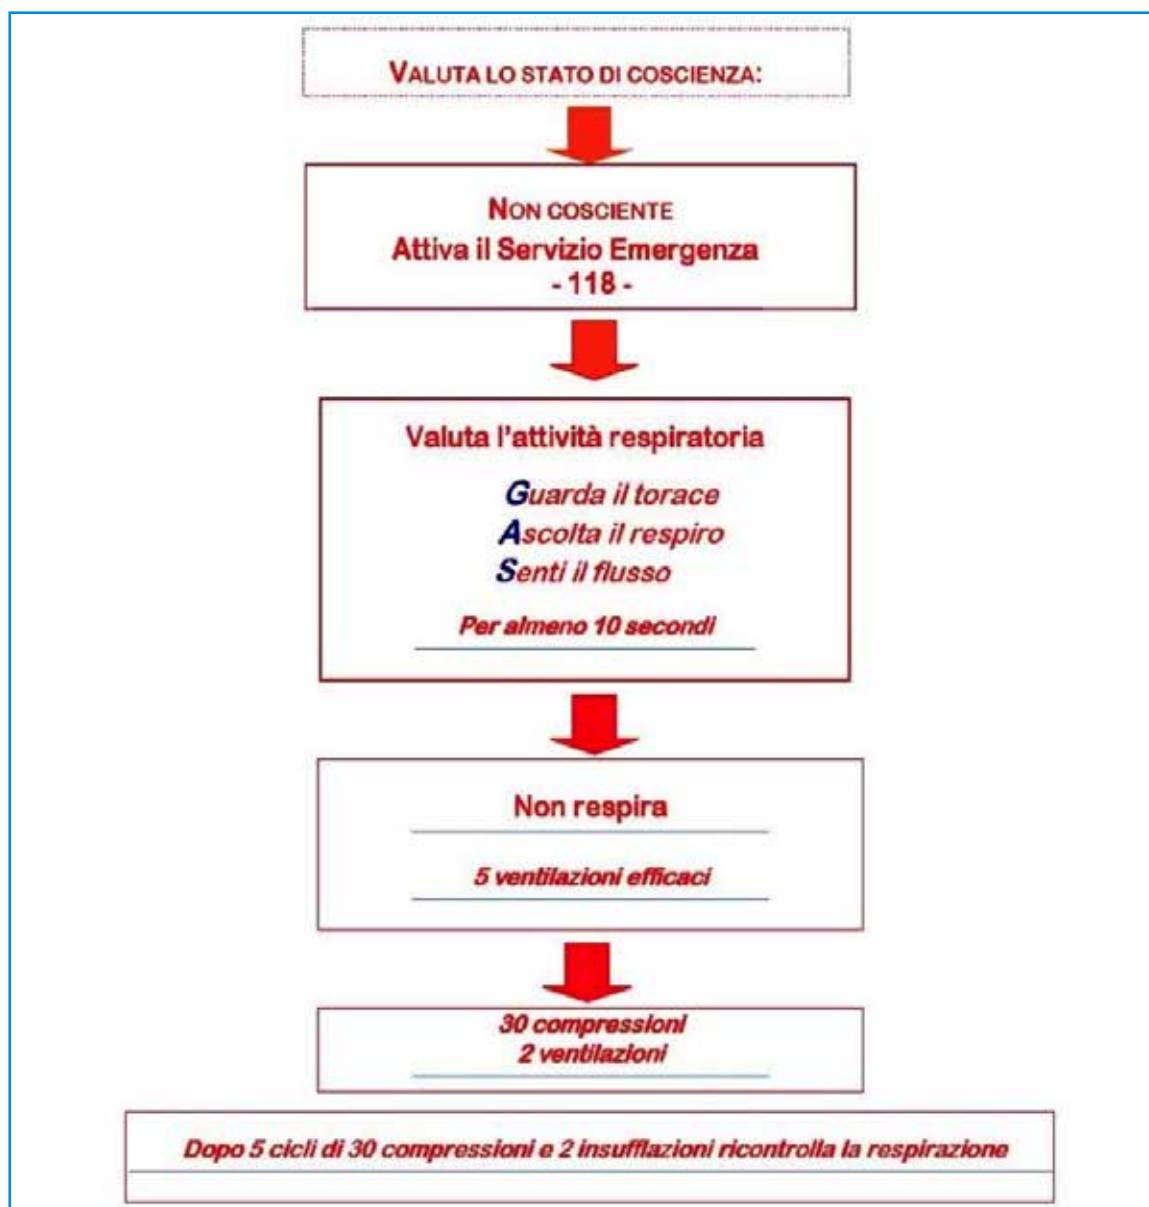 VALUTA LO STATO DI COSCIENZA:
NON COSCIENTE
Attiva il Servizio Emergenza
- 118 -
Valuta l'attività respiratoria
Guarda il torace
Ascolta il respiro
Senti il flusso
Per almeno 10 secondi
Non respira
5 ventilazioni efficaci
30 compressioni
2 ventilazioni
Dopo 5 cicli di 30 compressioni e 2 insufflazioni ricontrolla la respirazione